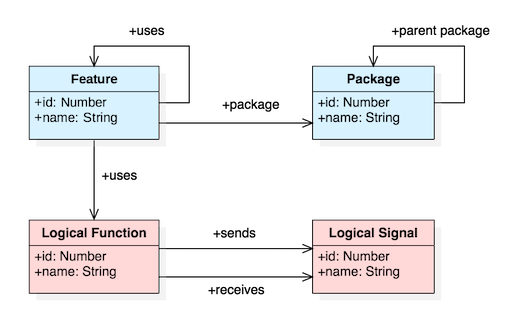 +uses
+parent package
Feature
+id: Number
+name: String
+package
Package
+id: Number
+name: String
+uses
Logical Function
+id: Number
+name: String
+sends
+receives
Logical Signal
+id: Number
+name: String